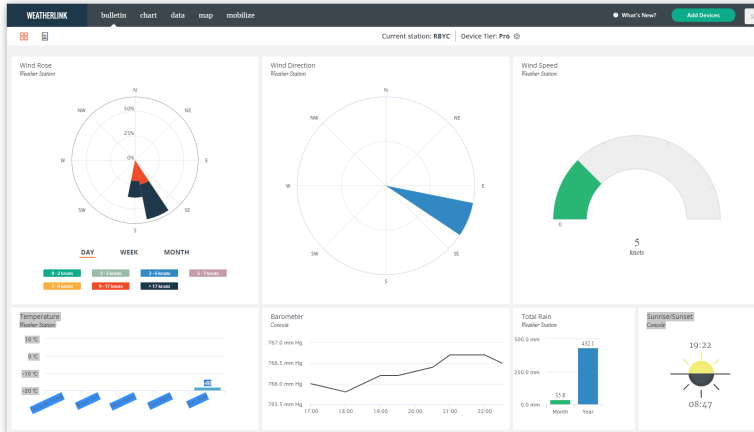 WEATHERLINK
bulletin chart data map mobilize
What's New?
Add Devices
Current station: RBYC Device Tier: Pro
Wind Rose
Weather Station
N
NW NE
50%
25%
0%
W E
SW SE
S
DAY WEEK MONTH
0 - 2 knots 2 - 3 knots 3 - 5 knots 5 - 7 knots
7 - 9 knots 9 - 17 knots > 17 knots
Wind Direction
Weather Station
N
NW NE
W E
SW SE
S
Wind Speed
Weather Station
0
5
knots
Temperature
Weather Station
10 °C
0 °C
-10 °C
-20 °C
Barometer
Console
767.0 mm Hg
766.5 mm Hg
766.0 mm Hg
765.5 mm Hg
17:00 18:00 19:00 20:00 21:00 22:00
Total Rain
Weather Station
500.0 mm
432.1
250.0 mm
35.8
0.0 mm
Month Year
Sunrise/Sunset
Console
19:22
08:47